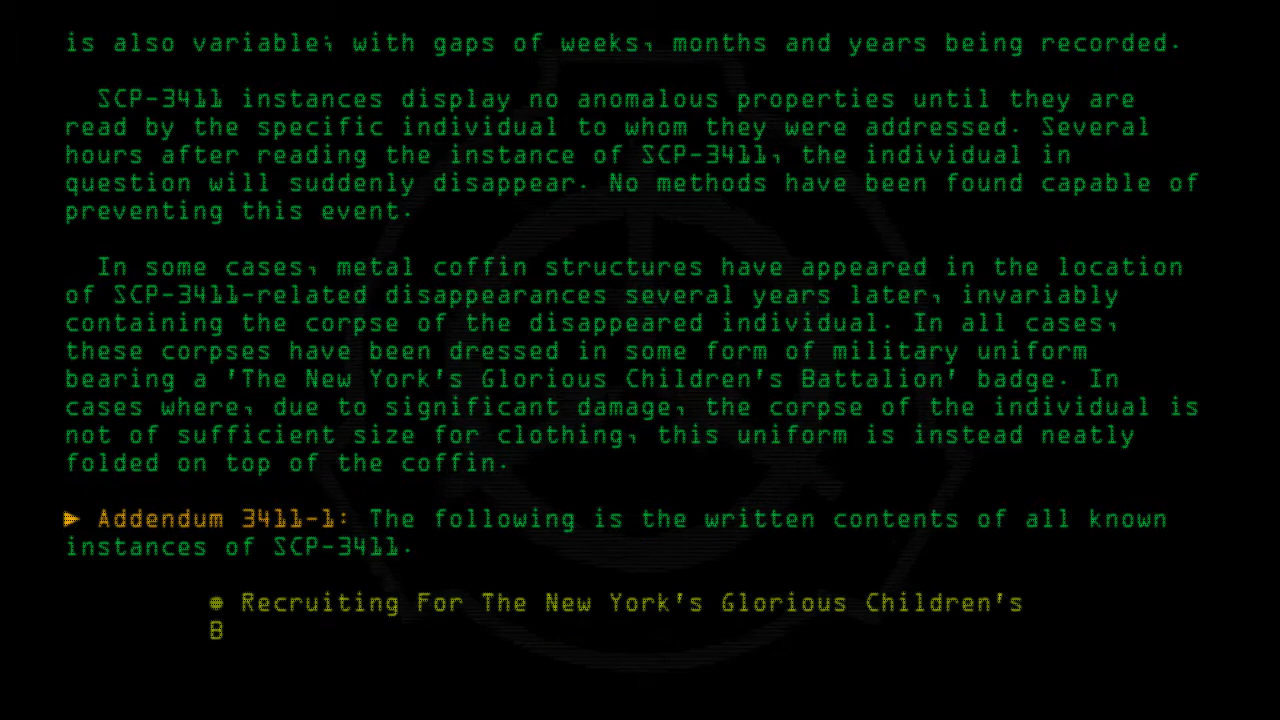 is also variable; with gaps of weeks, months and years being recorded.
SCP-3411 instances display no anomalous properties until they are
read by the specific individual to whom they were addressed. Several
hours after reading the instance of SCP-3411, the individual in
question will suddenly disappear. No methods have been found capable of
preventing this event.
In some cases, metal coffin structures have appeared in the location
of SCP-3411-related disappearances several years later, invariably
containing the corpse of the disappeared individual. In all cases,
these corpses have been dressed in some form of military uniform
bearing a 'The New York's Glorious Children's Battalion' badge. In
cases where, due to significant damage, the corpse of the individual is
not of sufficient size for clothing, this uniform is instead neatly
folded on top of the coffin.
► Addendum 3411-1: The following is the written contents of all known
instances of SCP-3411.
● Recruiting For The New York's Glorious Children's
B